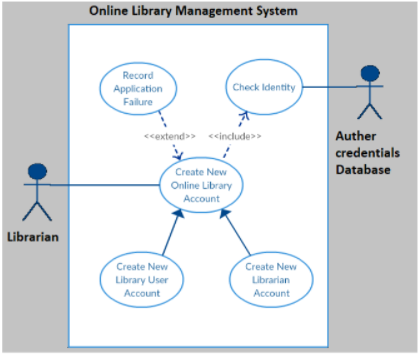 Online Library Management System
Record
Application
Failure
Check Identity
<<extend>>
<<include>>
Auther
credentials
Database
Create New
Online Library
Account
Librarian
Create New
Library User
Account
Create New
Librarian
Account